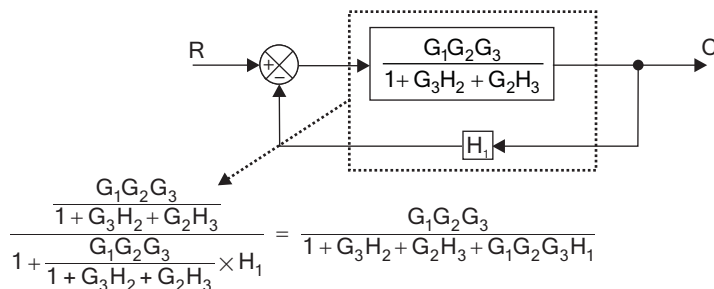 R
+
−
G₁G₂G₃
1+G₃H₂+G₂H₃
C
H₁
G₁G₂G₃
1+G₃H₂+G₂H₃
1+
G₁G₂G₃
1+G₃H₂+G₂H₃
×H₁
=
G₁G₂G₃
1+G₃H₂+G₂H₃+G₁G₂G₃H₁